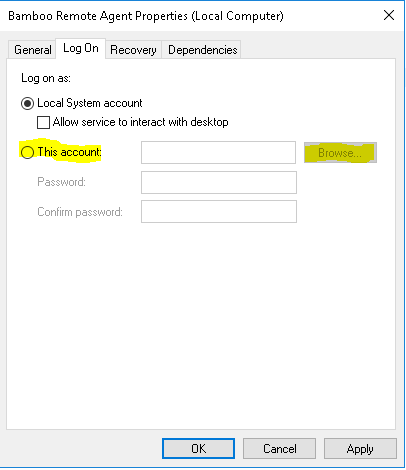 Bamboo Remote Agent Properties (Local Computer)
General Log On Recovery Dependencies
Log on as:
Local System account
Allow service to interact with desktop
This account: Browse...
Password:
Confirm password:
OK Cancel Apply